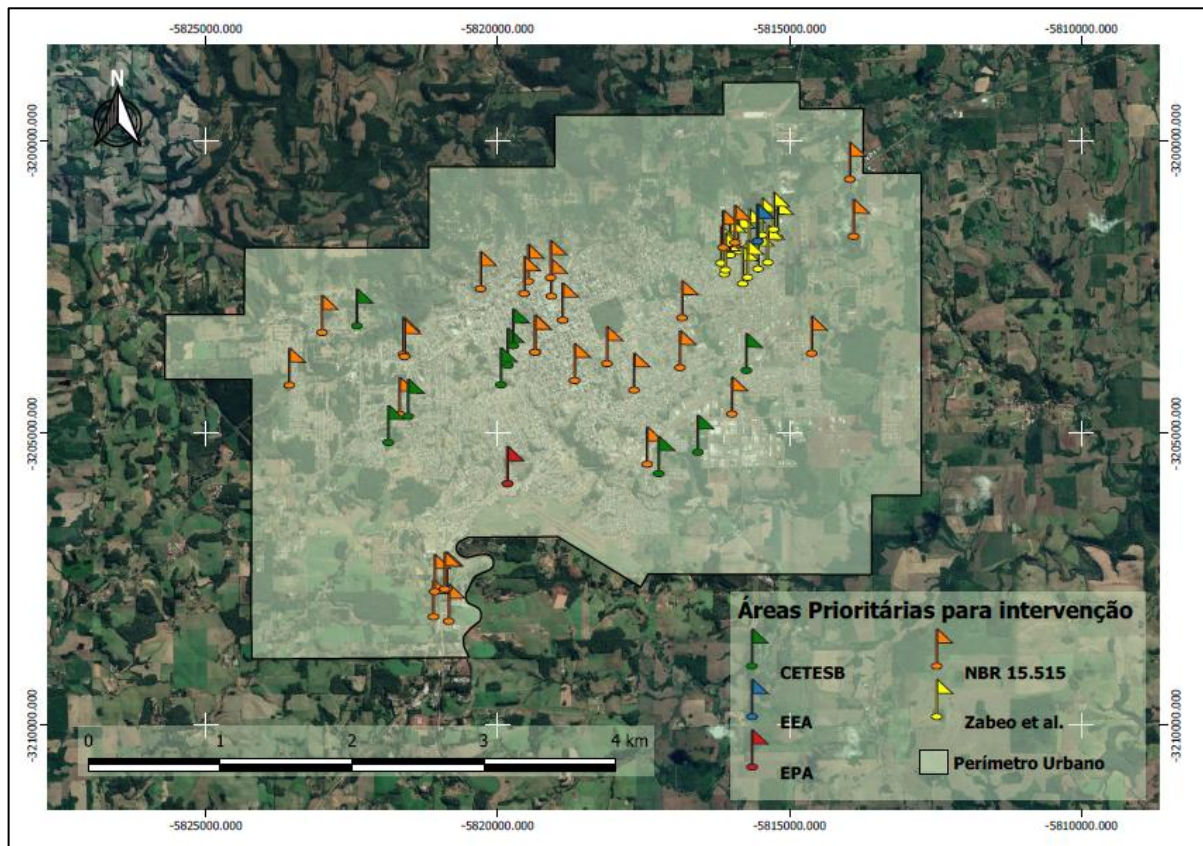 -5825000.000 -5820000.000 -5815000.000 -5810000.000
N
-3200000.000 -3200000.000
-3205000.000 -3205000.000
Áreas Prioritárias para intervenção
CETESB NBR 15.515
EEA Zabeo et al.
EPA Perímetro Urbano
-3210000.000 -3210000.000
0 1 2 3 4 km
-5825000.000 -5820000.000 -5815000.000 -5810000.000